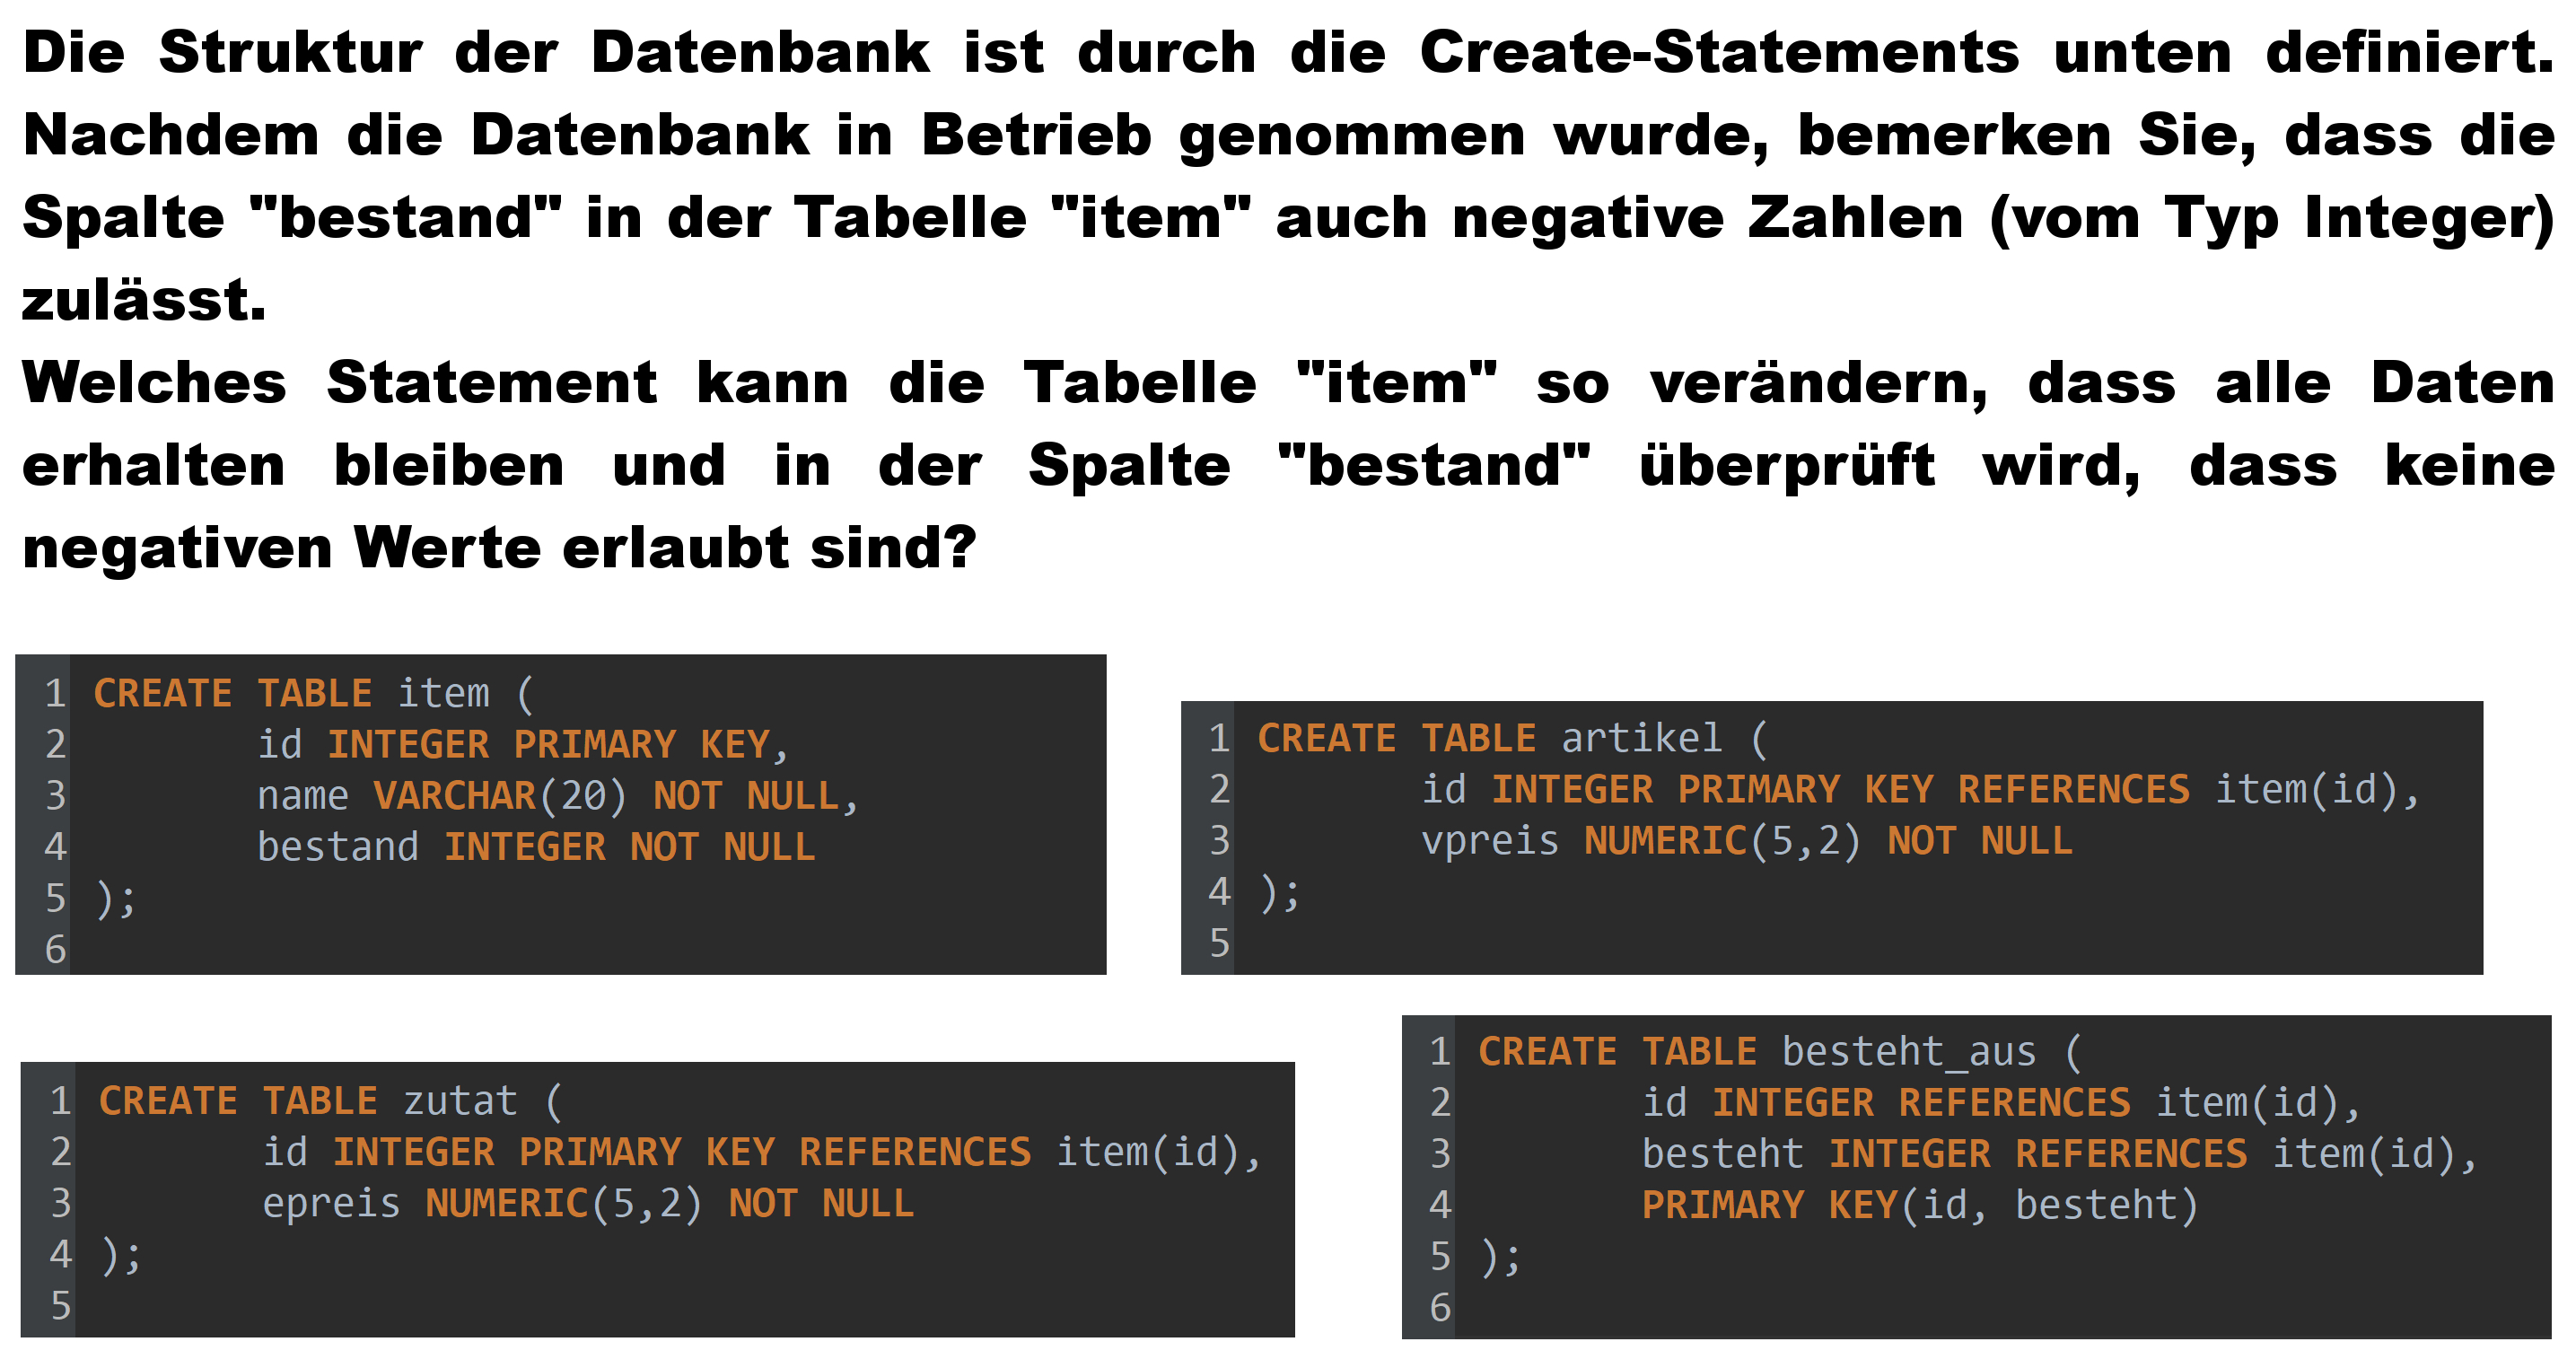 Die Struktur der Datenbank ist durch die Create-Statements unten definiert.
Nachdem die Datenbank in Betrieb genommen wurde, bemerken Sie, dass die
Spalte "bestand" in der Tabelle "item" auch negative Zahlen (vom Typ Integer)
zulässt.
Welches Statement kann die Tabelle "item" so verändern, dass alle Daten
erhalten bleiben und in der Spalte "bestand" überprüft wird, dass keine
negativen Werte erlaubt sind?
1 CREATE TABLE item (
2 id INTEGER PRIMARY KEY,
3 name VARCHAR(20) NOT NULL,
4 bestand INTEGER NOT NULL
5 );
6
1 CREATE TABLE artikel (
2 id INTEGER PRIMARY KEY REFERENCES item(id),
3 vpreis NUMERIC(5,2) NOT NULL
4 );
5
1 CREATE TABLE zutat (
2 id INTEGER PRIMARY KEY REFERENCES item(id),
3 epreis NUMERIC(5,2) NOT NULL
4 );
5
1 CREATE TABLE besteht_aus (
2 id INTEGER REFERENCES item(id),
3 besteht INTEGER REFERENCES item(id),
4 PRIMARY KEY(id, besteht)
5 );
6